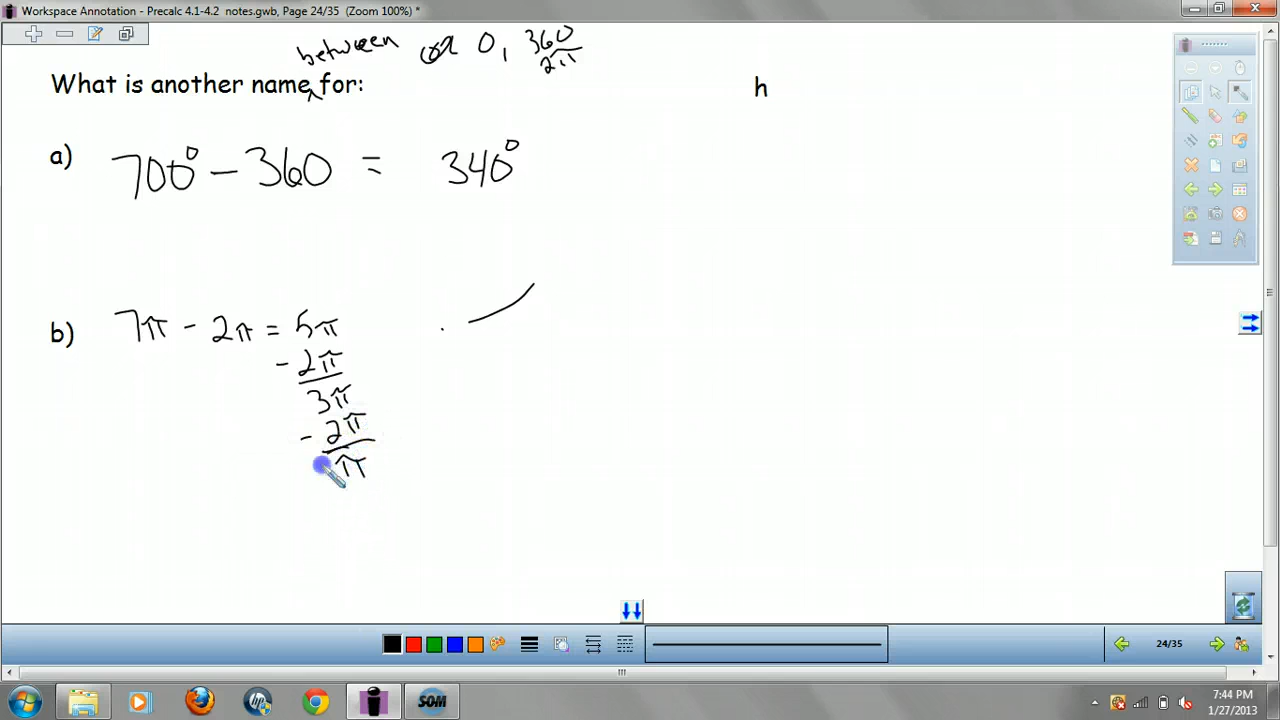 Workspace Annotation - Precalc 4.1-4.2 notes.gwb, Page 24/35 (Zoom 100%) *
between 0, 360
2π
What is another name ^ for:
h
a) 700° - 360 = 340°
b) 7π - 2π = 5π
- 2π
3π
- 2π
π
24/35
SOM
7:44 PM
1/27/2013